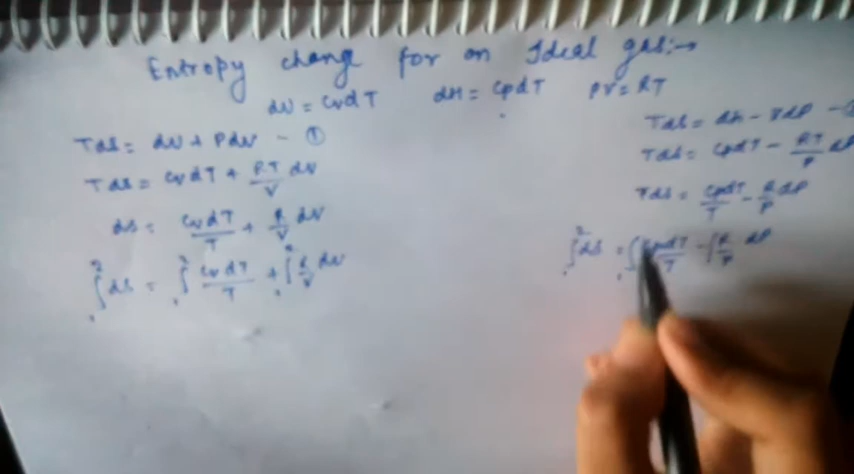 Entropy change for an Ideal gas:→
du = CvdT   dH = CpdT   PV = RT
Tds = du + Pdv - ①
Tds = CvdT + RT/V dv
ds = CvdT/T + R/V dv
∫₁² ds = ∫₁² CvdT/T + ∫₁² R/V dv
Tds = dh - vdP -
Tds = CpdT - RT/P dP
Tds = CpdT/T - R/P dP
∫₁² ds = ∫₁ CpdT/T - ∫ R/P dP